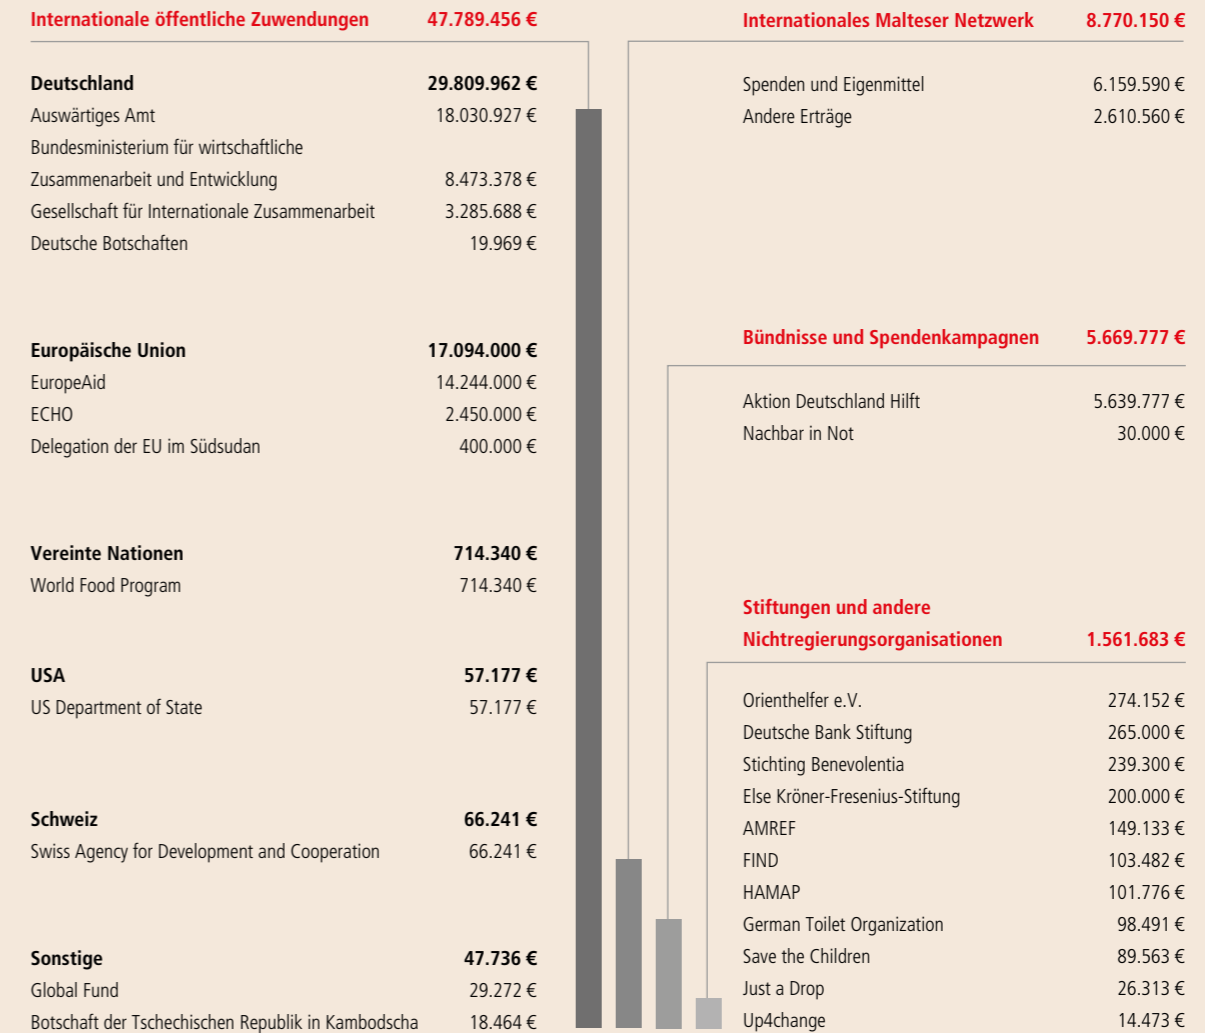 Internationale öffentliche Zuwendungen 47.789.456 €
Deutschland 29.809.962 €
Auswärtiges Amt 18.030.927 €
Bundesministerium für wirtschaftliche
Zusammenarbeit und Entwicklung 8.473.378 €
Gesellschaft für Internationale Zusammenarbeit 3.285.688 €
Deutsche Botschaften 19.969 €
Europäische Union 17.094.000 €
EuropeAid 14.244.000 €
ECHO 2.450.000 €
Delegation der EU im Südsudan 400.000 €
Vereinte Nationen 714.340 €
World Food Program 714.340 €
USA 57.177 €
US Department of State 57.177 €
Schweiz 66.241 €
Swiss Agency for Development and Cooperation 66.241 €
Sonstige 47.736 €
Global Fund 29.272 €
Botschaft der Tschechischen Republik in Kambodscha 18.464 €
Internationales Malteser Netzwerk 8.770.150 €
Spenden und Eigenmittel 6.159.590 €
Andere Erträge 2.610.560 €
Bündnisse und Spendenkampagnen 5.669.777 €
Aktion Deutschland Hilft 5.639.777 €
Nachbar in Not 30.000 €
Stiftungen und andere
Nichtregierungsorganisationen 1.561.683 €
Orienthelfer e.V. 274.152 €
Deutsche Bank Stiftung 265.000 €
Stichting Benevolentia 239.300 €
Else Kröner-Fresenius-Stiftung 200.000 €
AMREF 149.133 €
FIND 103.482 €
HAMAP 101.776 €
German Toilet Organization 98.491 €
Save the Children 89.563 €
Just a Drop 26.313 €
Up4change 14.473 €